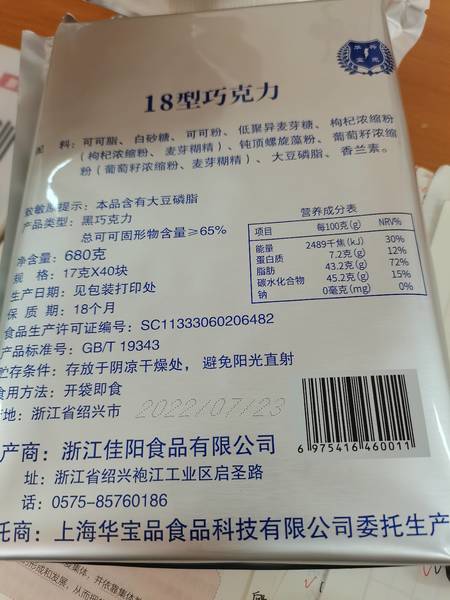 18型巧克力
配 料：可可脂、白砂糖、可可粉、低聚异麦芽糖、枸杞浓缩粉
（枸杞浓缩粉、麦芽糊精）、钝顶螺旋藻粉、葡萄籽浓缩
粉（葡萄籽浓缩粉、麦芽糊精）、大豆磷脂、香兰素。
致敏原提示：本品含有大豆磷脂
产品类型：黑巧克力
总可可固形物含量≥65%
净含量：680克
规 格：17克X40块
生产日期：见包装打印处
保 质 期：18个月
食品生产许可证编号：SC11333060206482
产品标准号：GB/T 19343
贮存条件：存放于阴凉干燥处，避免阳光直射
食用方法：开袋即食
产地：浙江省绍兴市
2022/07/23
营养成分表
项目 每100克(g) NRV%
能量 2489千焦(kJ) 30%
蛋白质 7.2克(g) 12%
脂肪 43.2克(g) 72%
碳水化合物 45.2克(g) 15%
钠 0毫克(mg) 0%
6 975416 460011
产商：浙江佳阳食品有限公司
址：浙江省绍兴袍江工业区启圣路
话：0575-85760186
托商：上海华宝品食品科技有限公司委托生产